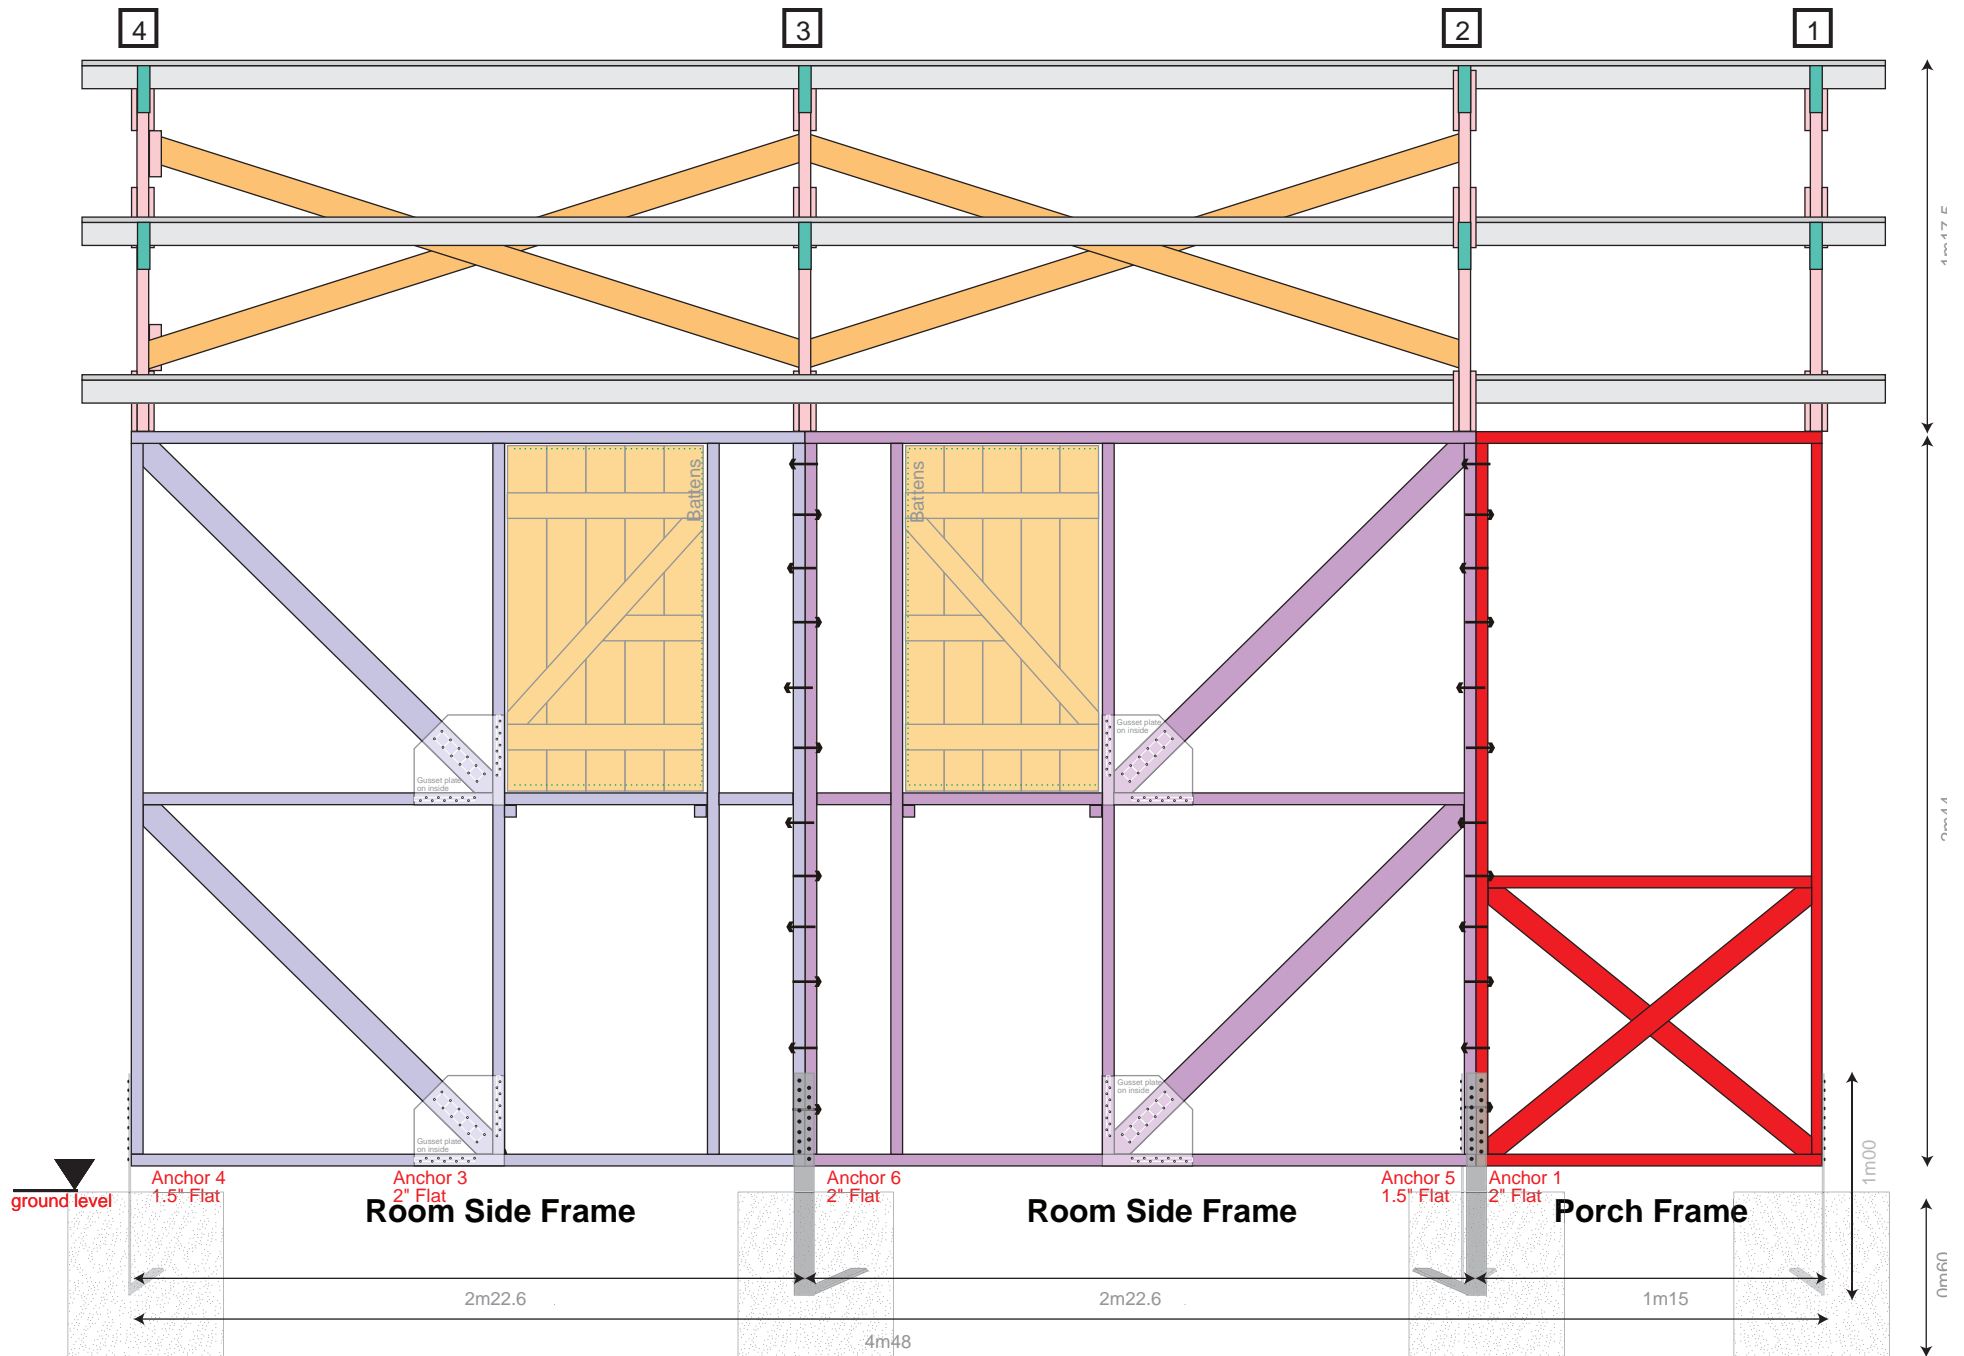 4
3
2
1
1m17.5
Battens
Battens
Gusset plate
on inside
Gusset plate
on inside
2m44
Gusset plate
on inside
Gusset plate
on inside
Anchor 4
1.5" Flat
Anchor 3
2" Flat
Anchor 6
2" Flat
Anchor 5
1.5" Flat
Anchor 1
2" Flat
1m00
ground level
Room Side Frame
Room Side Frame
Porch Frame
0m60
2m22.6
2m22.6
1m15
4m48